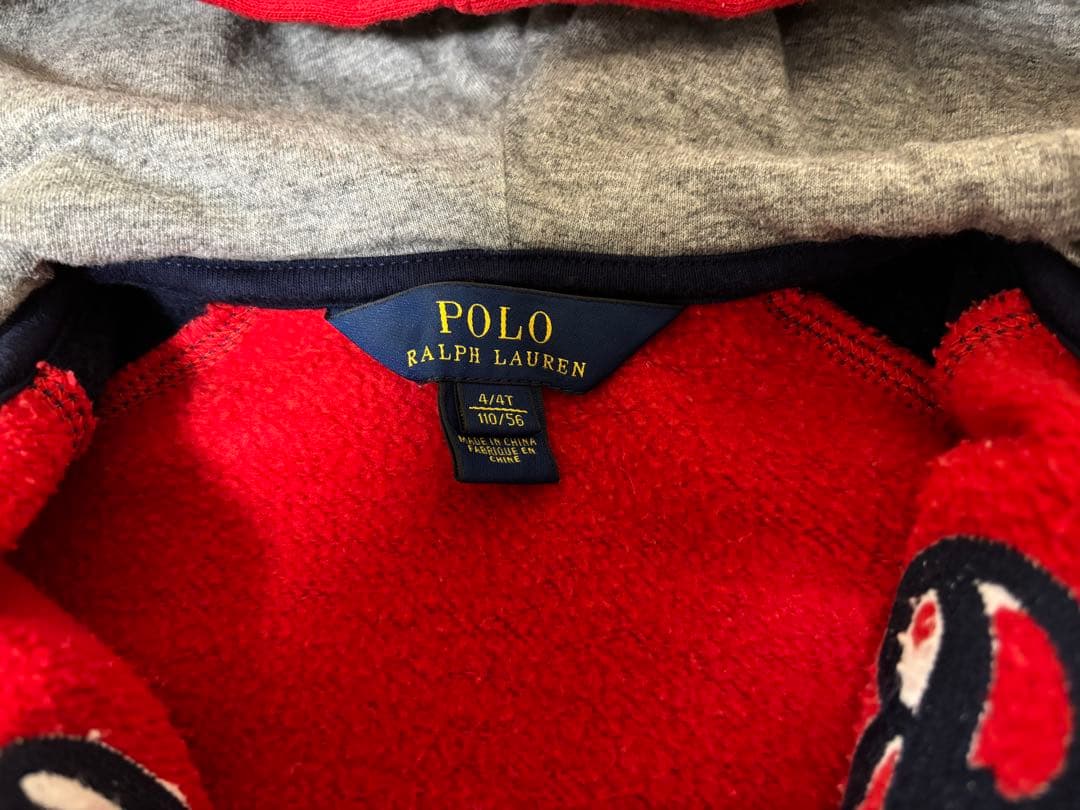 POLO
RALPH LAUREN
4/4T
110/56
MADE IN CHINA
FABRIQUE EN
CHINE